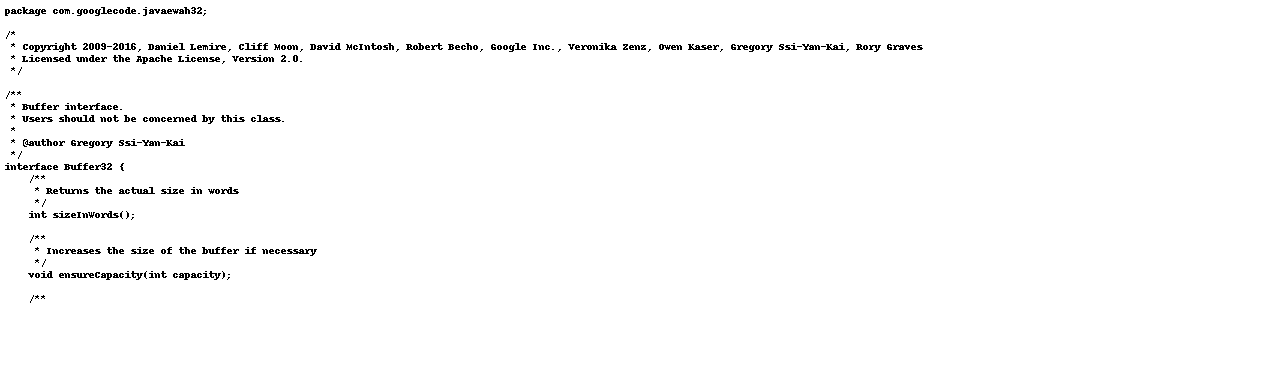 package com.googlecode.javaewah32;

/*
 * Copyright 2009-2016, Daniel Lemire, Cliff Moon, David McIntosh, Robert Becho, Google Inc., Veronika Zenz, Owen Kaser, Gregory Ssi-Yan-Kai, Rory Graves
 * Licensed under the Apache License, Version 2.0.
 */

/**
 * Buffer interface.
 * Users should not be concerned by this class.
 *
 * @author Gregory Ssi-Yan-Kai
 */
interface Buffer32 {
    /**
     * Returns the actual size in words
     */
    int sizeInWords();

    /**
     * Increases the size of the buffer if necessary
     */
    void ensureCapacity(int capacity);

    /**